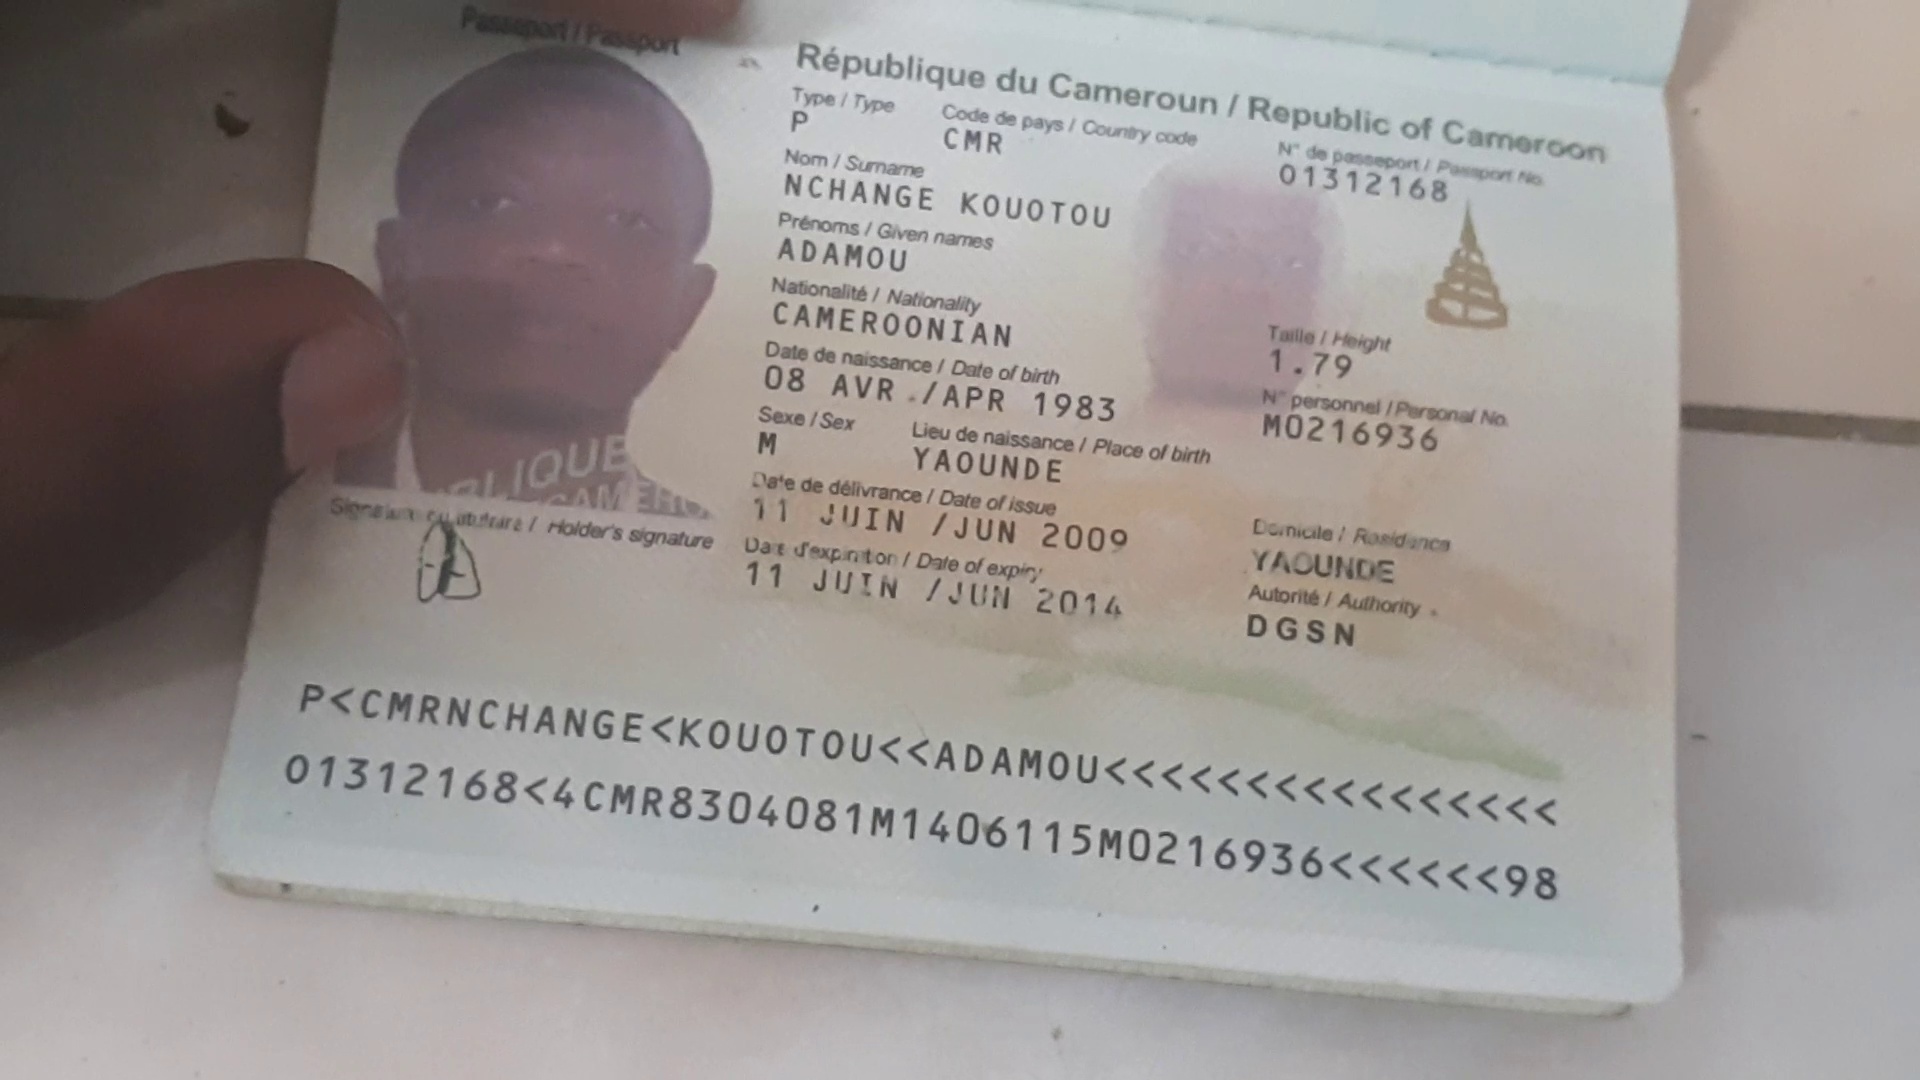 Passeport / Passport
République du Cameroun / Republic of Cameroon
Type / Type
Code de pays / Country code
N° de passeport / Passport No.
P
CMR
01312168
Nom / Surname
NCHANGE KOUOTOU
Prénoms / Given names
ADAMOU
Nationalité / Nationality
CAMEROONIAN
Taille / Height
1.79
Date de naissance / Date of birth
08 AVR ./APR 1983
N° personnel / Personal No.
M0216936
Sexe / Sex
Lieu de naissance / Place of birth
M
YAOUNDE
Date de délivrance / Date of issue
11 JUIN /JUN 2009
Domicile / Residence
YAOUNDE
Date d'expiration / Date of expiry
11 JUIN /JUN 2014
Autorité / Authority
DGSN
/ Holder's signature
P<CMRNCHANGE<KOUOTOU<<ADAMOU<<<<<<<<<<<<<<<<
01312168<4CMR8304081M1406115M0216936<<<<<<98